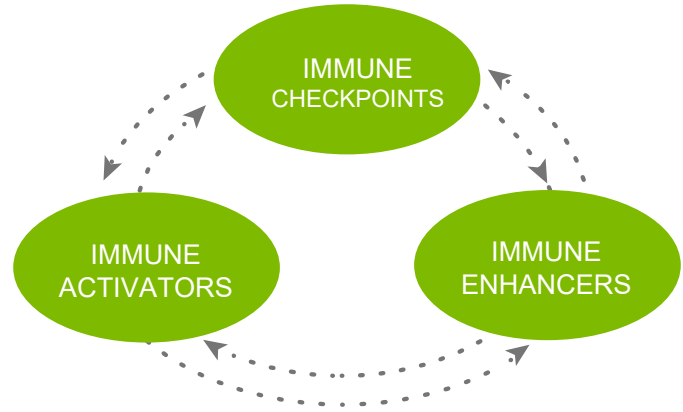 IMMUNE
CHECKPOINTS
IMMUNE
ACTIVATORS
IMMUNE
ENHANCERS